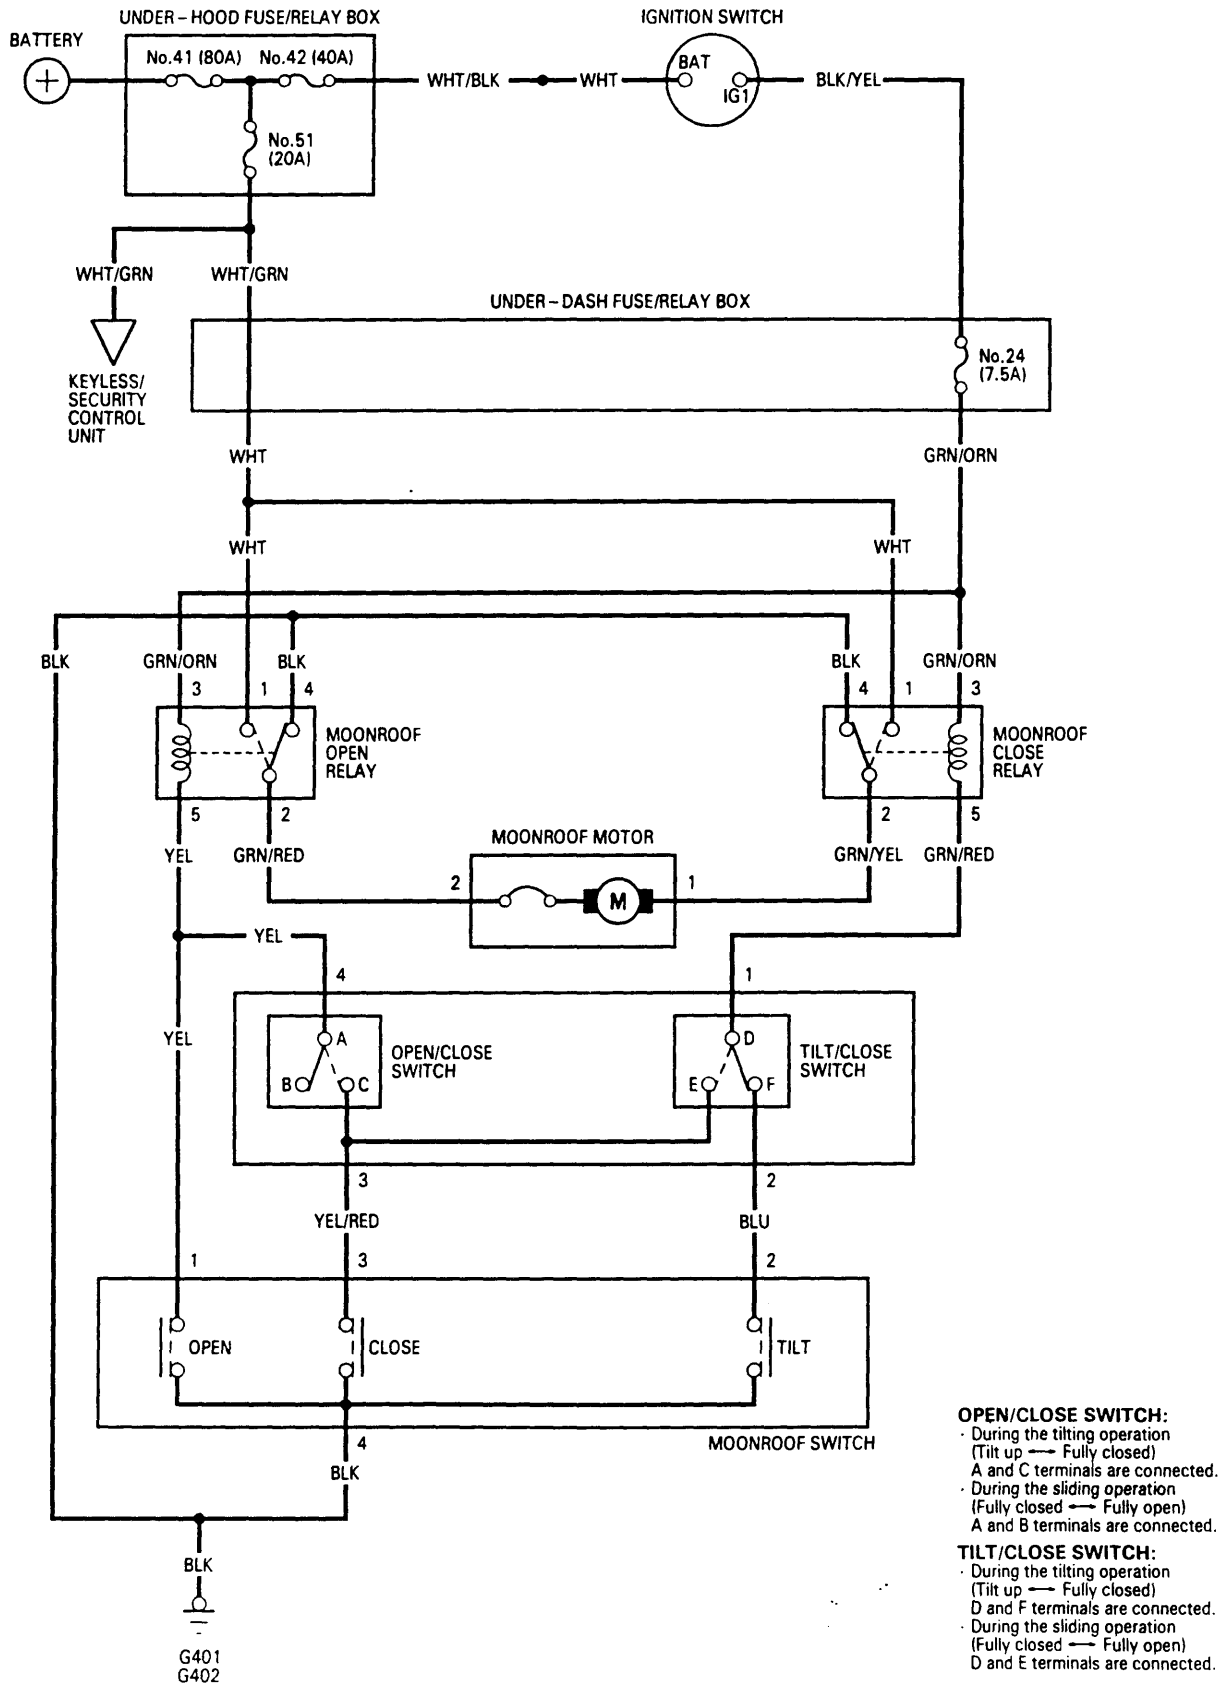 UNDER-HOOD FUSE/RELAY BOX
IGNITION SWITCH
BATTERY
No.41 (80A) No.42 (40A)
WHT/BLK
WHT
BAT
IG1
BLK/YEL
No.51
(20A)
WHT/GRN
WHT/GRN
UNDER-DASH FUSE/RELAY BOX
No.24
(7.5A)
KEYLESS/
SECURITY
CONTROL
UNIT
WHT
GRN/ORN
WHT
WHT
BLK
GRN/ORN
BLK
BLK
GRN/ORN
3 1 4
4 1 3
MOONROOF
OPEN
RELAY
MOONROOF
CLOSE
RELAY
5 2
2 5
YEL
GRN/RED
MOONROOF MOTOR
GRN/YEL
GRN/RED
2
M
1
YEL
4
1
YEL
A
B
C
OPEN/CLOSE
SWITCH
D
E
F
TILT/CLOSE
SWITCH
3
2
YEL/RED
BLU
1
3
2
OPEN
CLOSE
TILT
4
MOONROOF SWITCH
BLK
BLK
G401
G402
OPEN/CLOSE SWITCH:
· During the tilting operation
(Tilt up ⟷ Fully closed)
A and C terminals are connected.
· During the sliding operation
(Fully closed ⟷ Fully open)
A and B terminals are connected.
TILT/CLOSE SWITCH:
· During the tilting operation
(Tilt up ⟷ Fully closed)
D and F terminals are connected.
· During the sliding operation
(Fully closed ⟷ Fully open)
D and E terminals are connected.